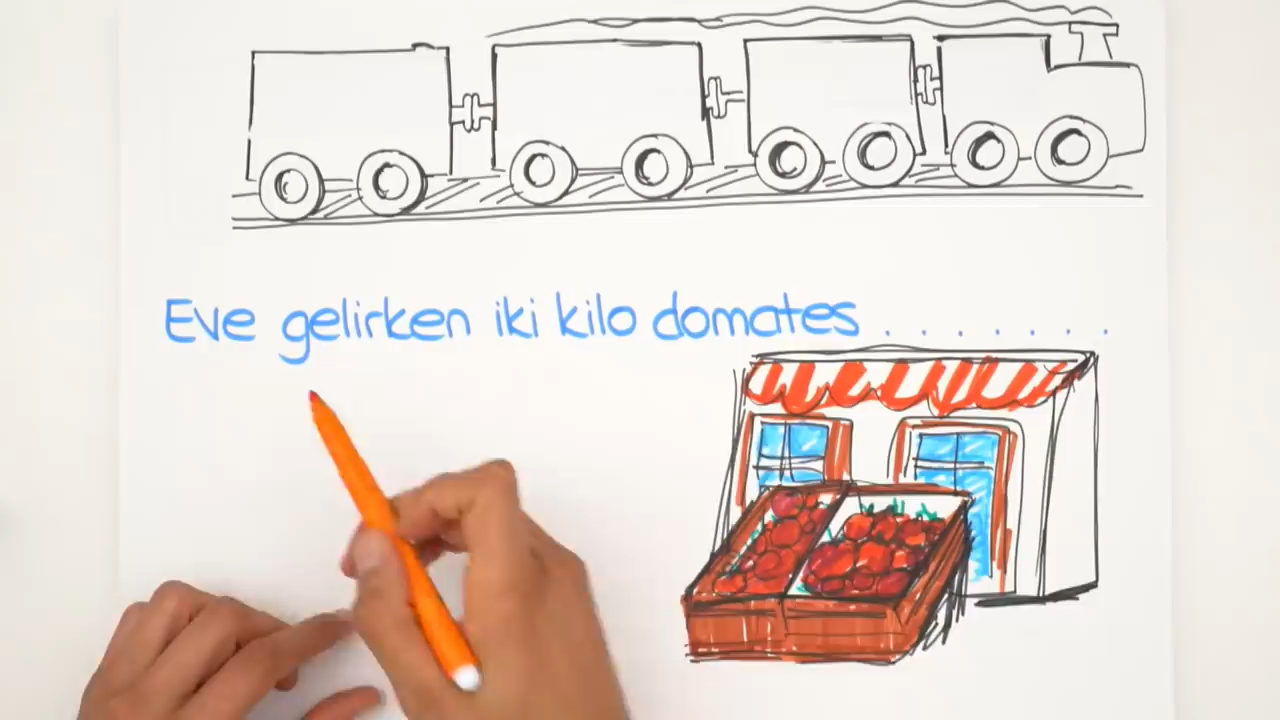 Eve gelirken iki kilo domates . . . . . . .